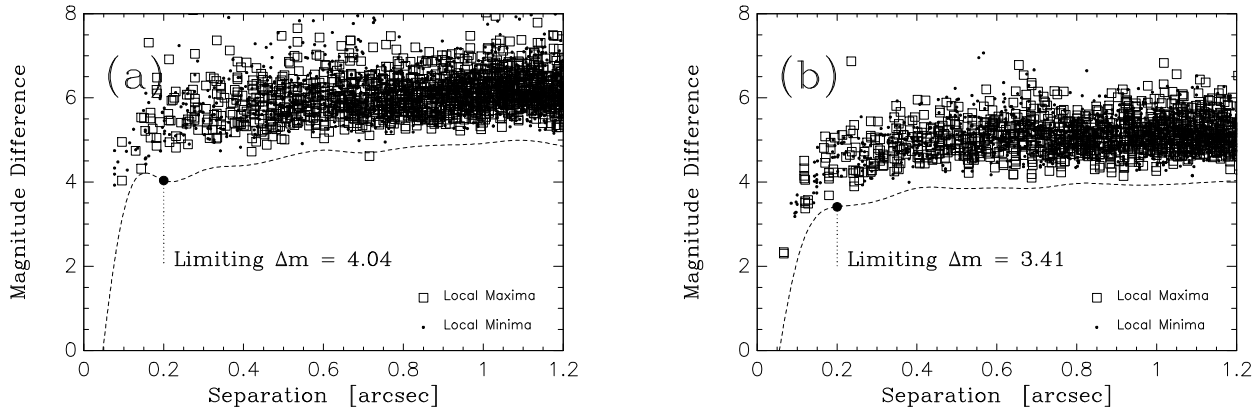 8
6
4
2
0
0
0.2
0.4
0.6
0.8
1
1.2
Magnitude Difference
Separation [arcsec]
(a)
Limiting Δm = 4.04
Local Maxima
Local Minima
8
6
4
2
0
0
0.2
0.4
0.6
0.8
1
1.2
Magnitude Difference
Separation [arcsec]
(b)
Limiting Δm = 3.41
Local Maxima
Local Minima